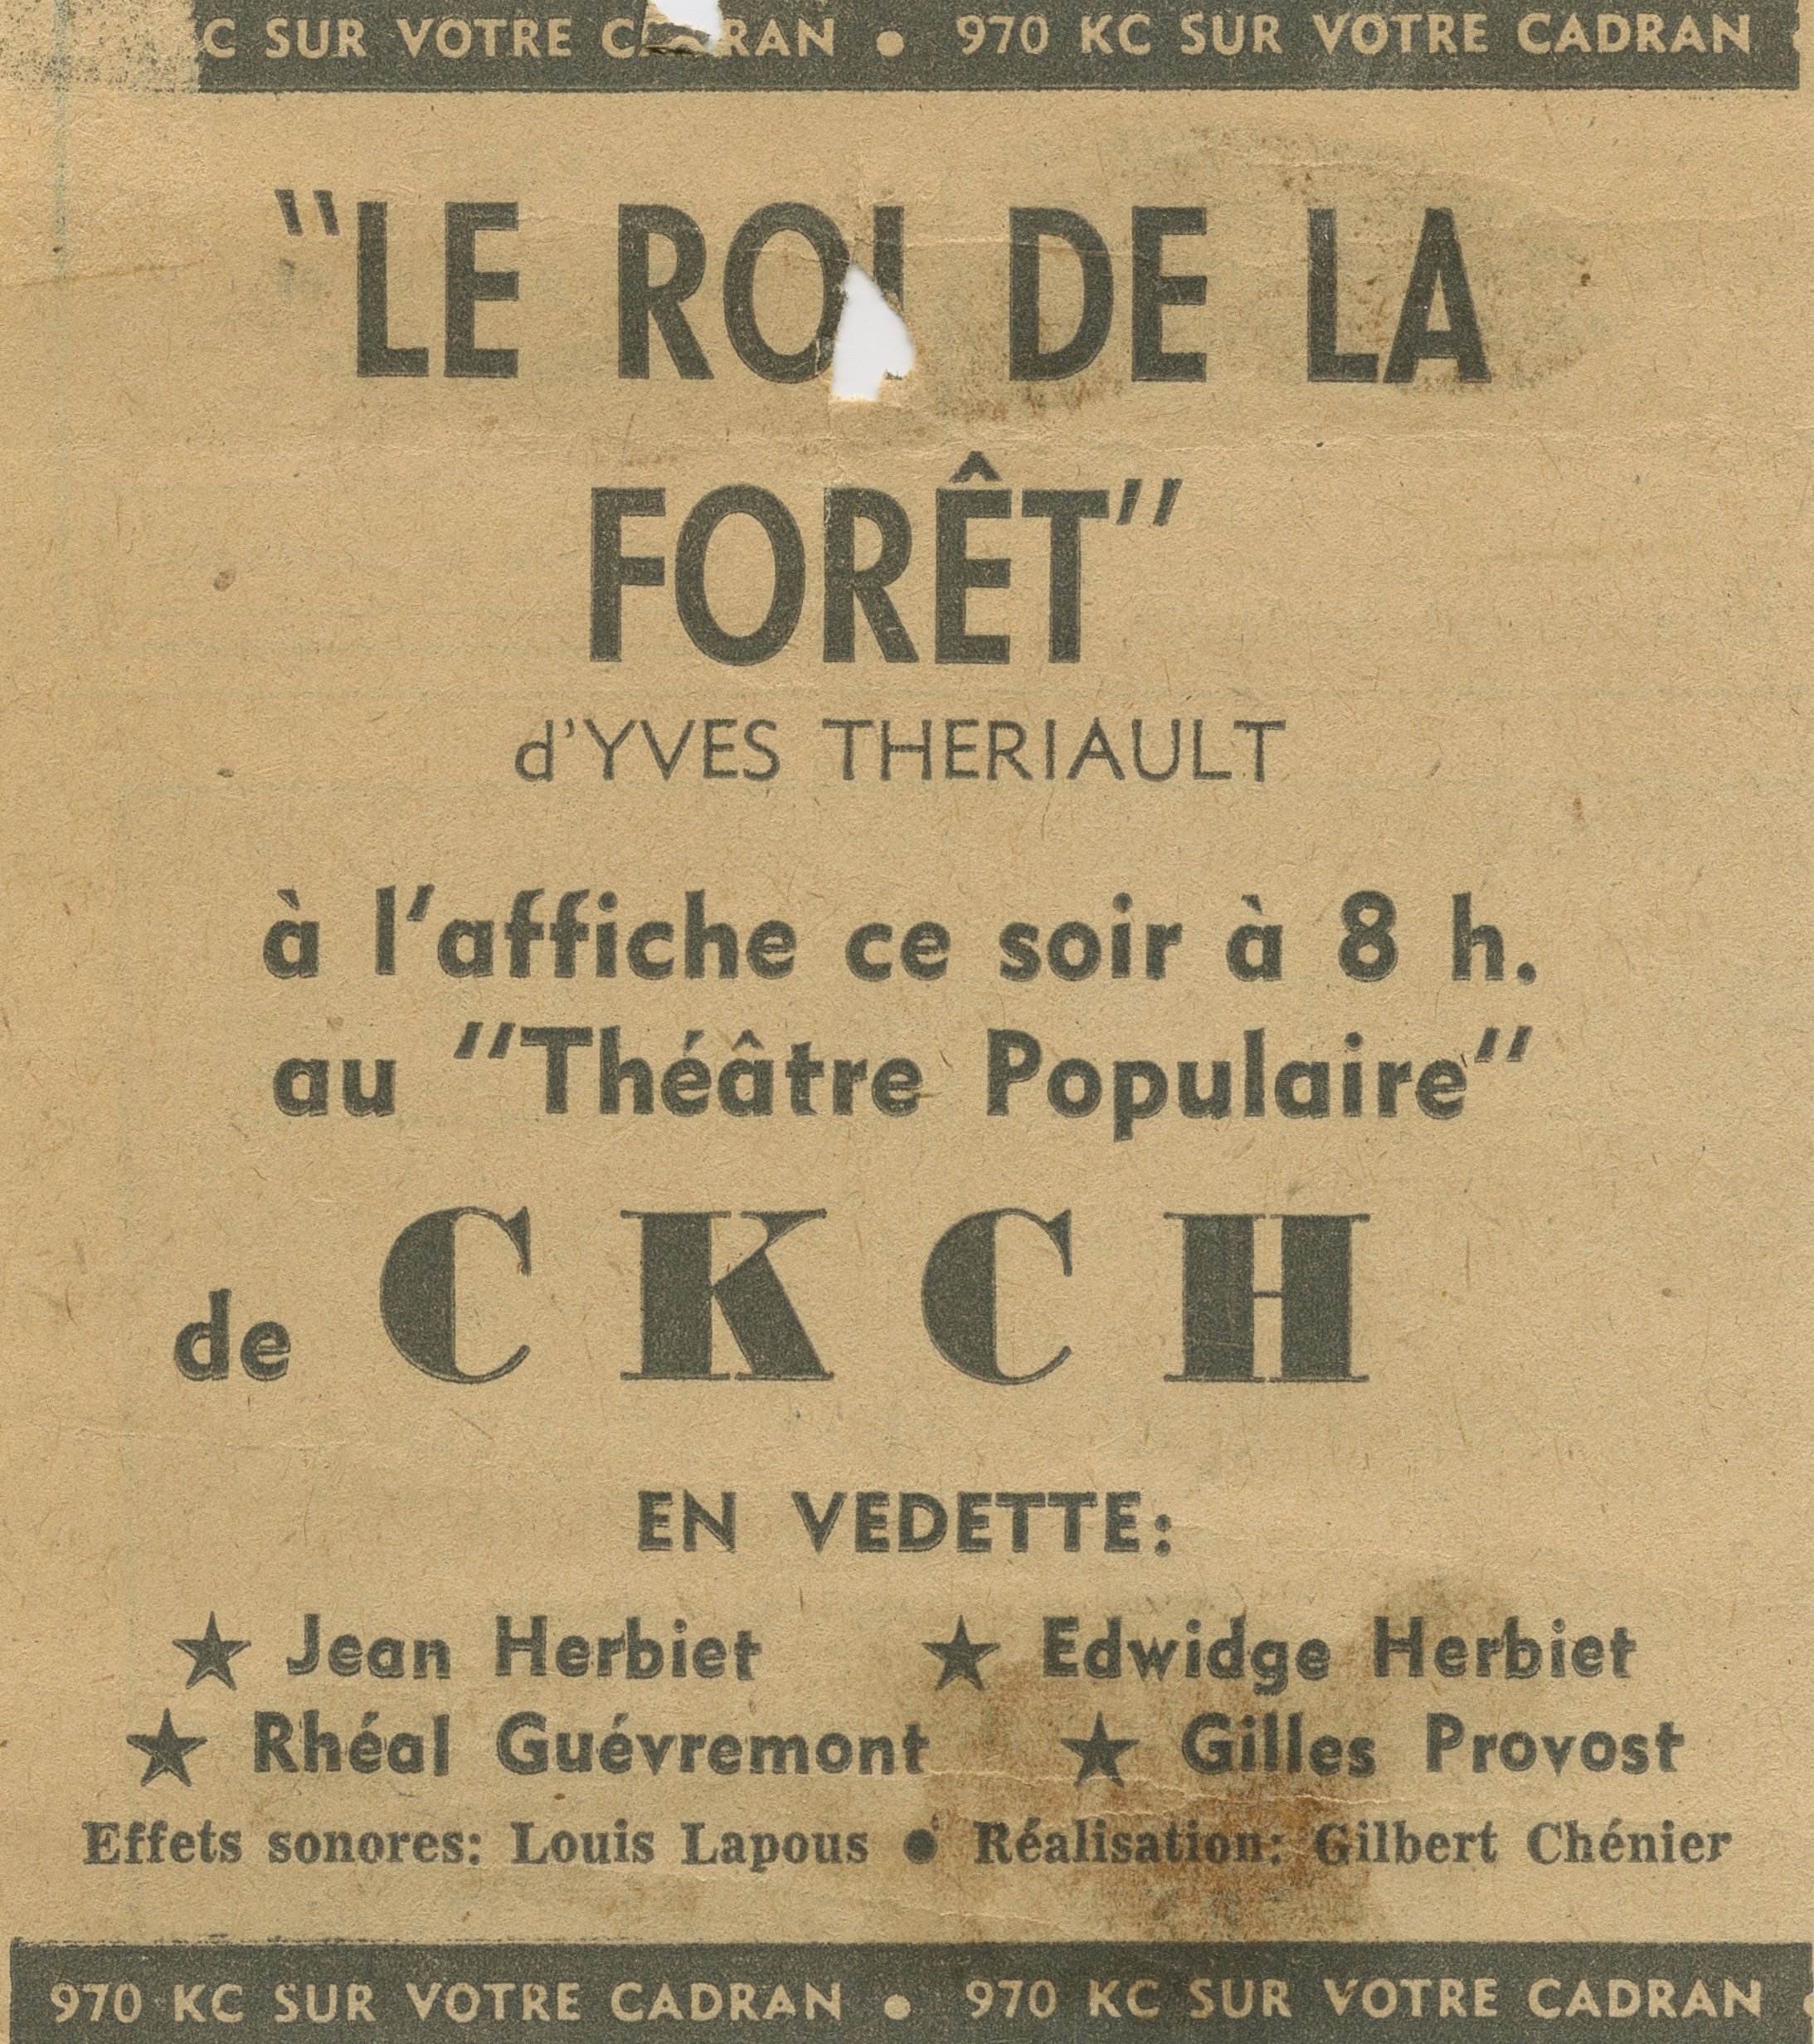 C SUR VOTRE CADRAN • 970 KC SUR VOTRE CADRAN
"LE ROI DE LA
FORÊT"
d'YVES THERIAULT
à l'affiche ce soir à 8 h.
au "Théâtre Populaire"
de CKCH
EN VEDETTE:
★ Jean Herbiet ★ Edwidge Herbiet
★ Rhéal Guévremont ★ Gilles Provost
Effets sonores: Louis Lapous • Réalisation: Gilbert Chénier
970 KC SUR VOTRE CADRAN • 970 KC SUR VOTRE CADRAN •